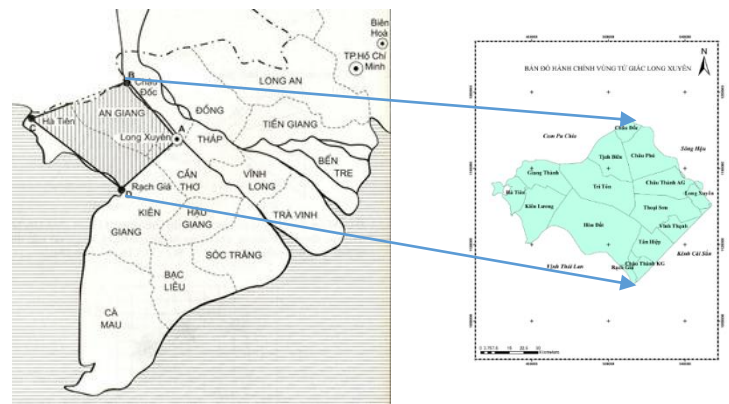 Biên
Hoà
TP.Hồ Chí
Minh
LONG AN
B
Châu
Đốc
ĐỒNG
THÁP
TIỀN GIANG
Hà Tiên
C
AN GIANG
Long Xuyên
A
BẾN
TRE
CẦN
THƠ
VĨNH
LONG
Rạch Giá
D
TRÀ VINH
KIÊN
GIANG
HẬU
GIANG
SÓC TRĂNG
BẠC
LIÊU
CÀ
MAU
N
BẢN ĐỒ HÀNH CHÍNH VÙNG TỨ GIÁC LONG XUYÊN
Cam Pu Chia
Châu Đốc
Sông Hậu
Tịnh Biên
Châu Phú
Giang Thành
Tri Tôn
Châu Thành AG
Long Xuyên
Hà Tiên
Kiên Lương
Thoại Sơn
Hòn Đất
Vĩnh Thạnh
Tân Hiệp
Kênh Cái Sắn
Vịnh Thái Lan
Rạch Giá
Châu Thành KG